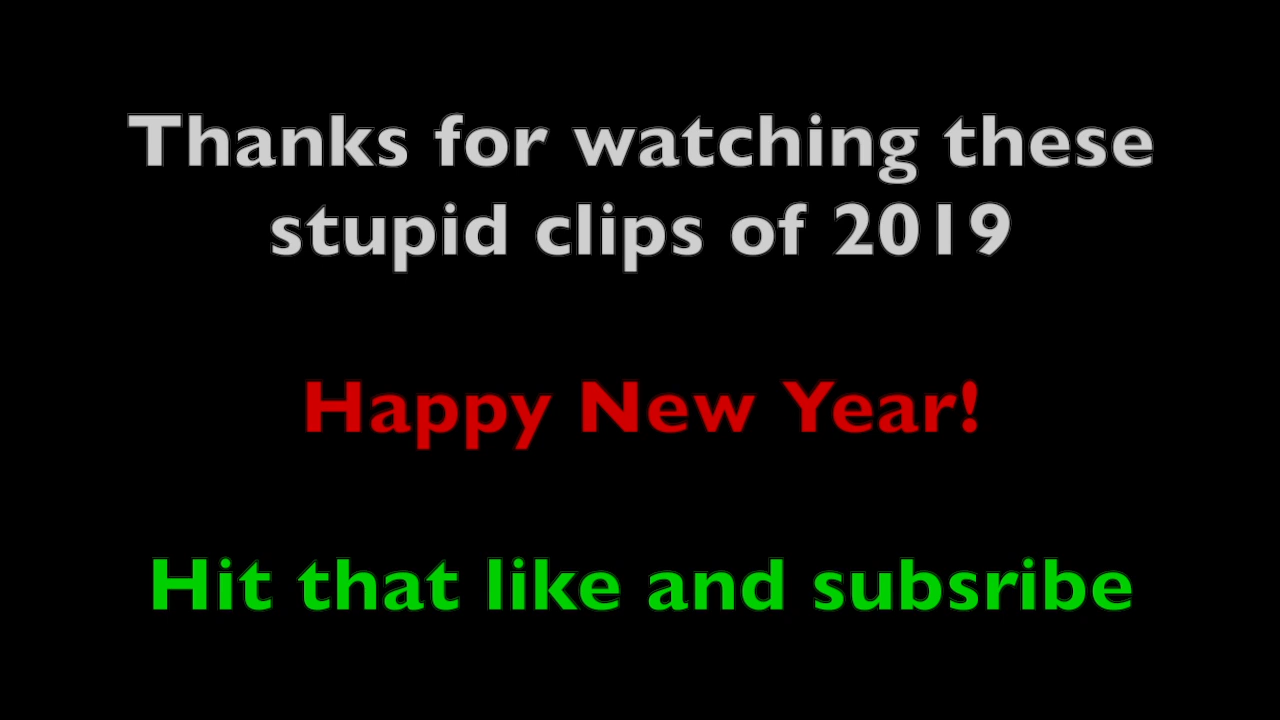 Thanks for watching these
stupid clips of 2019
Happy New Year!
Hit that like and subsribe